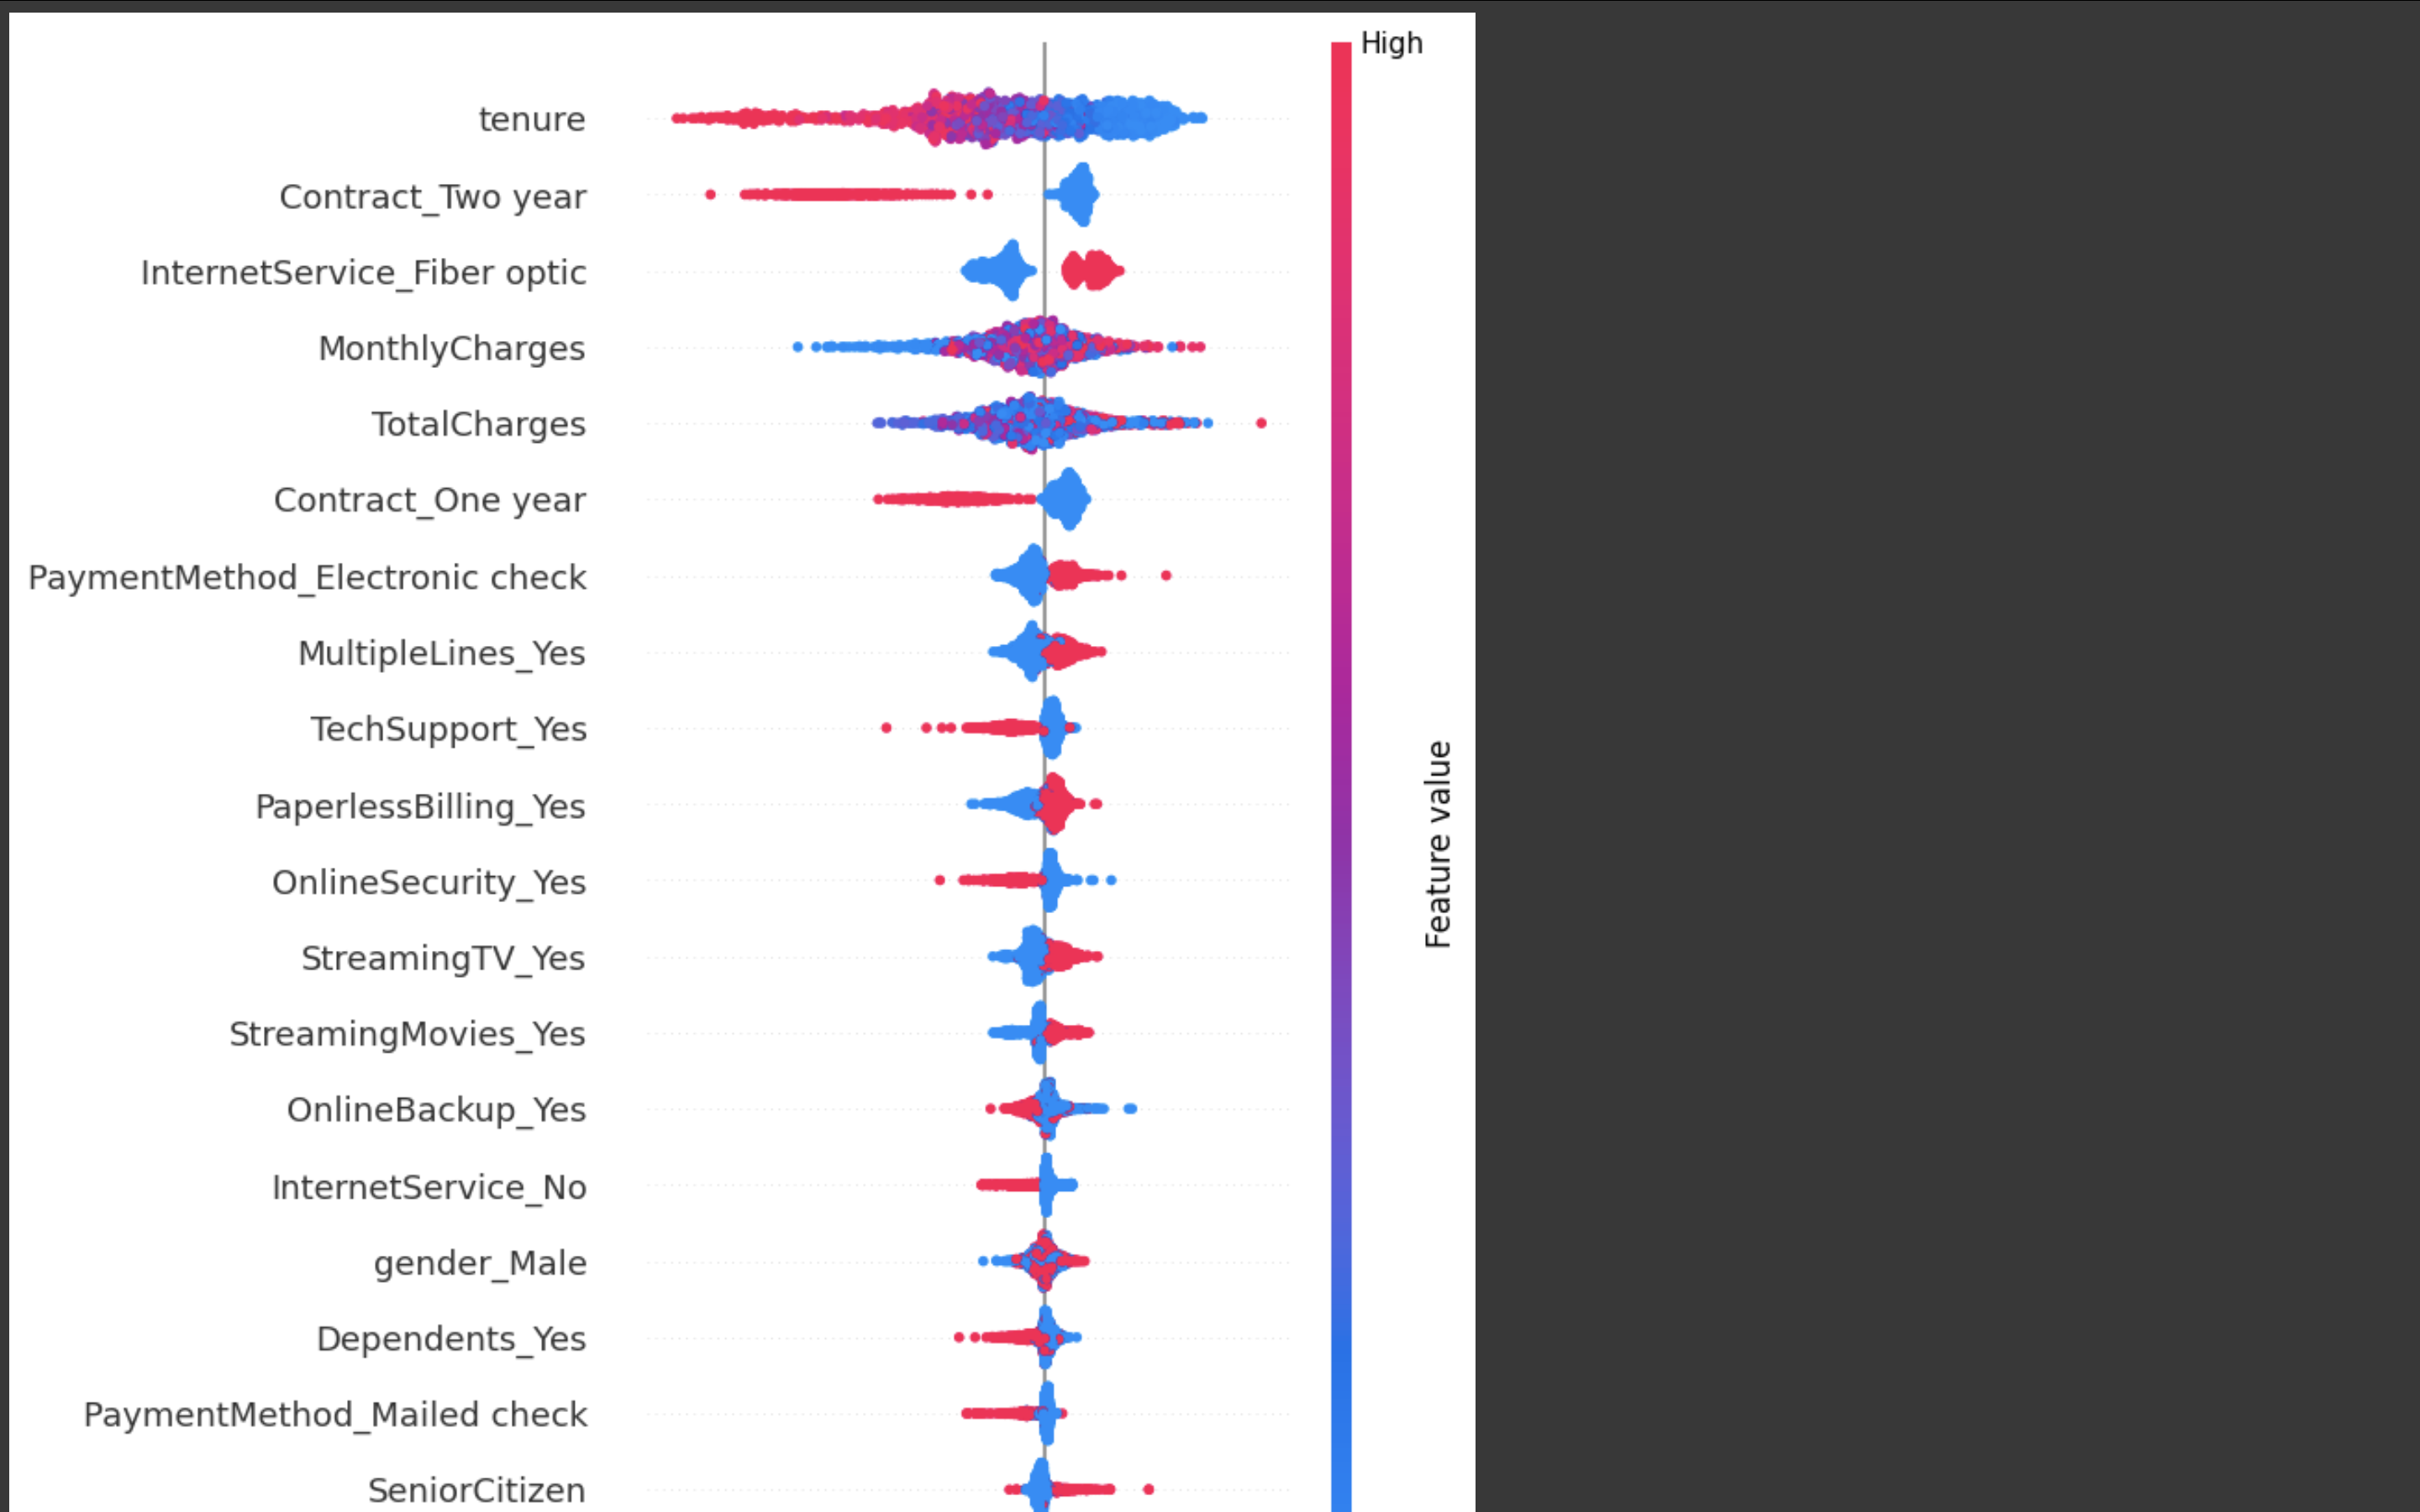 High
tenure
Contract_Two year
InternetService_Fiber optic
MonthlyCharges
TotalCharges
Contract_One year
PaymentMethod_Electronic check
MultipleLines_Yes
TechSupport_Yes
PaperlessBilling_Yes
OnlineSecurity_Yes
StreamingTV_Yes
StreamingMovies_Yes
OnlineBackup_Yes
InternetService_No
gender_Male
Dependents_Yes
PaymentMethod_Mailed check
SeniorCitizen
Feature value